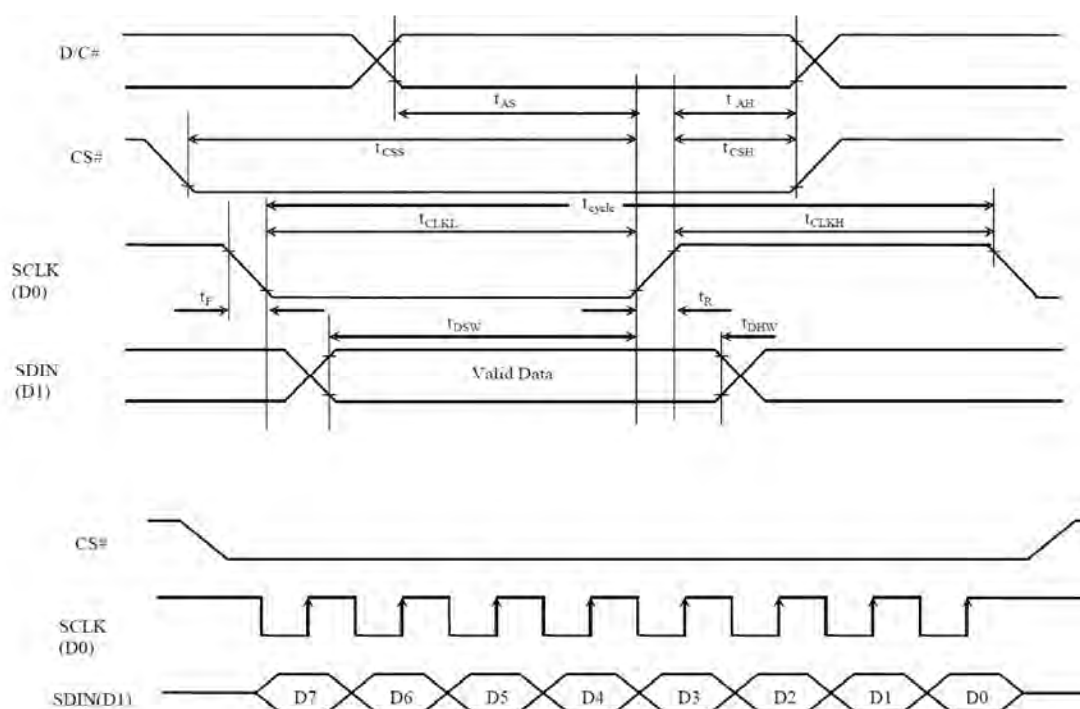 D/C#
tAS
tAH
CS#
tCSS
tCSH
tcycle
tCLKL
tCLKH
SCLK
(D0)
tF
tR
tDSW
tDHW
SDIN
(D1)
Valid Data
CS#
SCLK
(D0)
SDIN(D1)
D7 D6 D5 D4 D3 D2 D1 D0